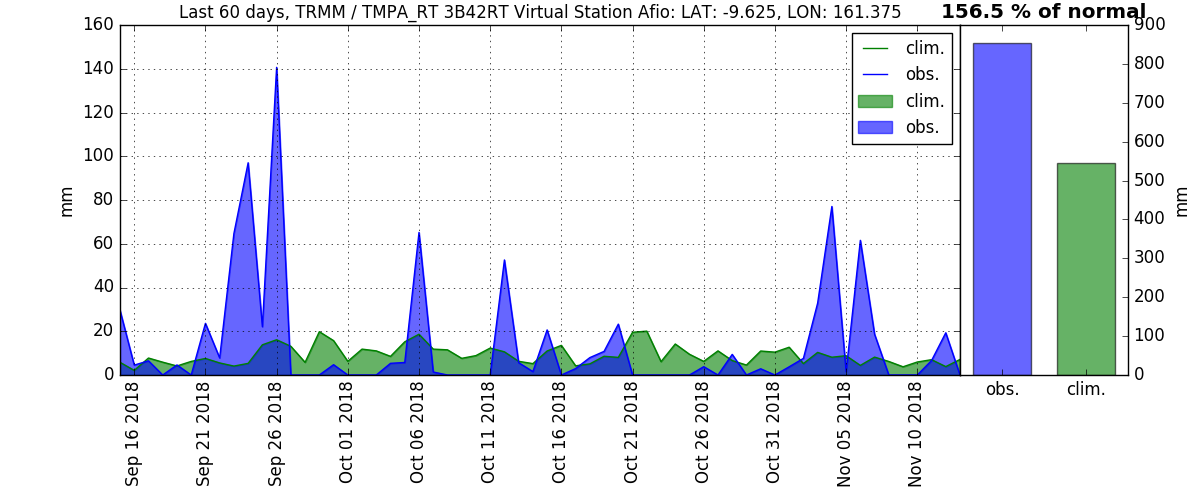 Last 60 days, TRMM / TMPA_RT 3B42RT Virtual Station Afio: LAT: -9.625, LON: 161.375
156.5 % of normal
160
140
120
100
80
60
40
20
0
mm
clim.
obs.
clim.
obs.
900
800
700
600
500
400
300
200
100
0
mm
Sep 16 2018
Sep 21 2018
Sep 26 2018
Oct 01 2018
Oct 06 2018
Oct 11 2018
Oct 16 2018
Oct 21 2018
Oct 26 2018
Oct 31 2018
Nov 05 2018
Nov 10 2018
obs.
clim.